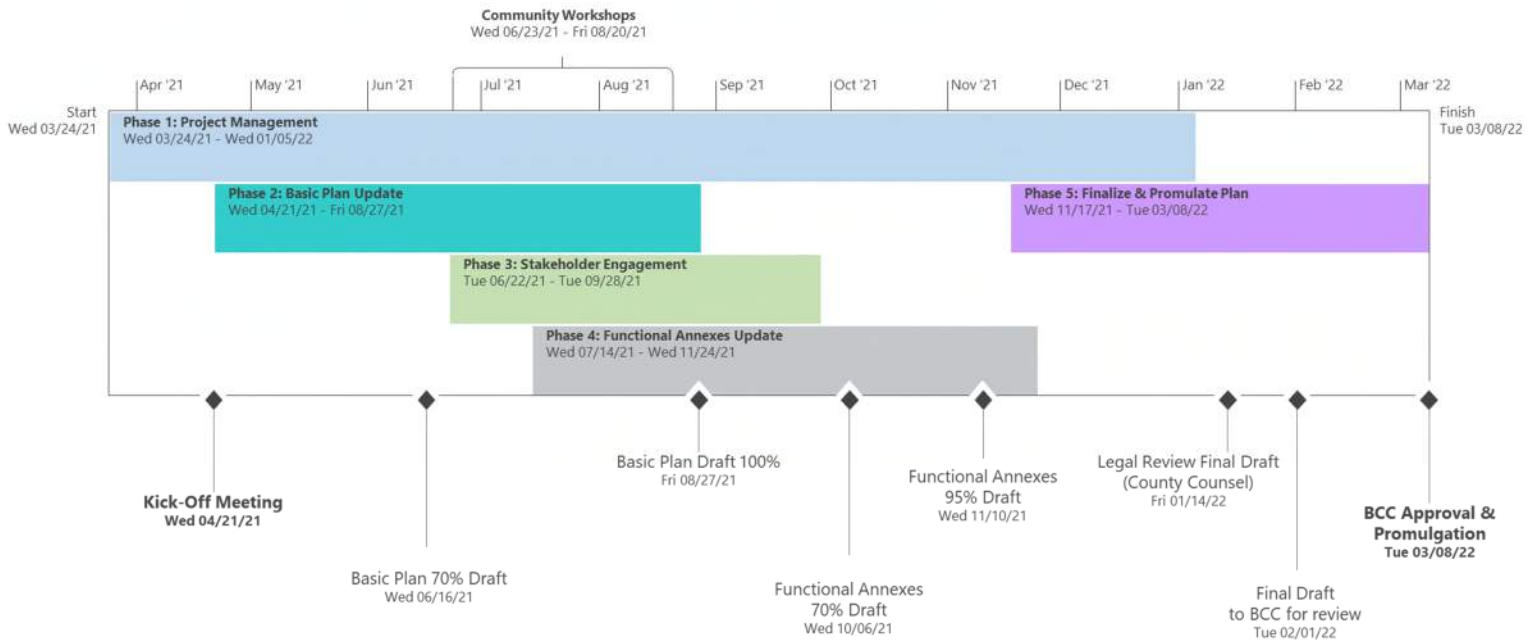 Community Workshops
Wed 06/23/21 - Fri 08/20/21
Apr '21
May '21
Jun '21
Jul '21
Aug '21
Sep '21
Oct '21
Nov '21
Dec '21
Jan '22
Feb '22
Mar '22
Start
Wed 03/24/21
Finish
Tue 03/08/22
Phase 1: Project Management
Wed 03/24/21 - Wed 01/05/22
Phase 2: Basic Plan Update
Wed 04/21/21 - Fri 08/27/21
Phase 5: Finalize & Promulate Plan
Wed 11/17/21 - Tue 03/08/22
Phase 3: Stakeholder Engagement
Tue 06/22/21 - Tue 09/28/21
Phase 4: Functional Annexes Update
Wed 07/14/21 - Wed 11/24/21
Kick-Off Meeting
Wed 04/21/21
Basic Plan 70% Draft
Wed 06/16/21
Basic Plan Draft 100%
Fri 08/27/21
Functional Annexes
70% Draft
Wed 10/06/21
Functional Annexes
95% Draft
Wed 11/10/21
Legal Review Final Draft
(County Counsel)
Fri 01/14/22
Final Draft
to BCC for review
Tue 02/01/22
BCC Approval &
Promulgation
Tue 03/08/22